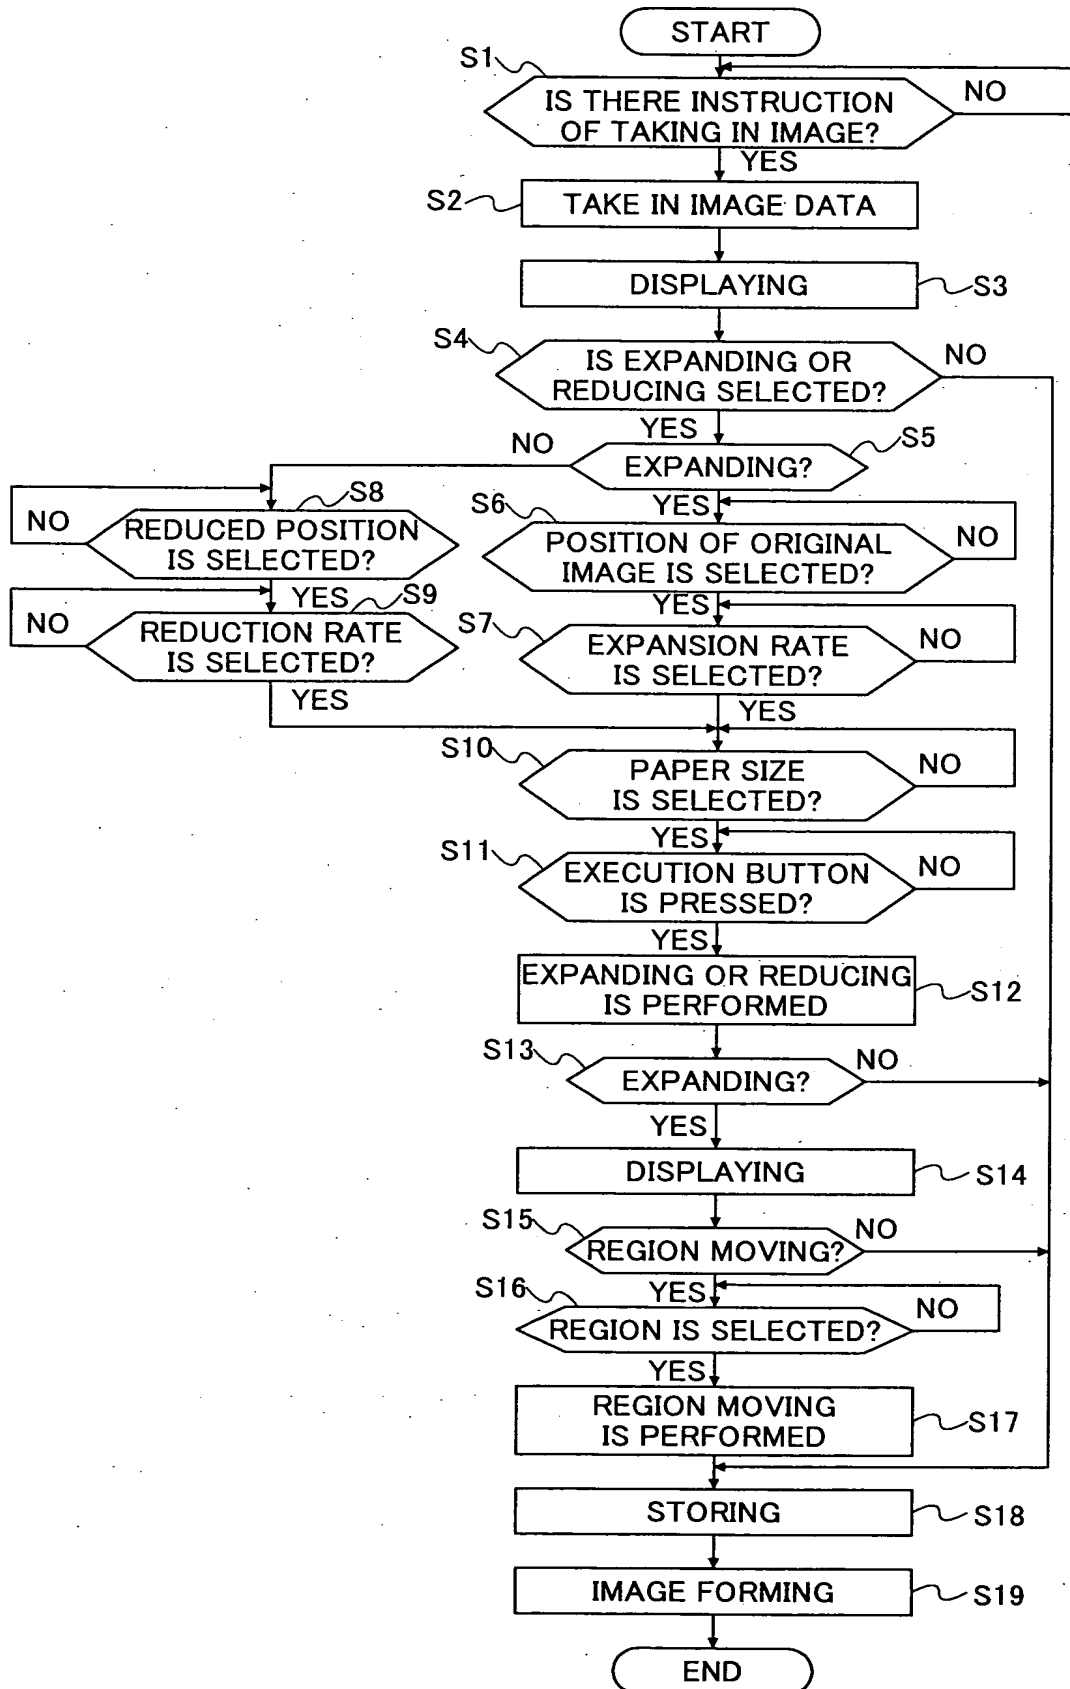 START
S1
IS THERE INSTRUCTION
OF TAKING IN IMAGE?
NO
YES
S2
TAKE IN IMAGE DATA
DISPLAYING
S3
S4
IS EXPANDING OR
REDUCING SELECTED?
NO
YES
S5
NO
EXPANDING?
YES
S8
NO
REDUCED POSITION
IS SELECTED?
S6
POSITION OF ORIGINAL
IMAGE IS SELECTED?
NO
YES
S9
NO
REDUCTION RATE
IS SELECTED?
YES
YES
S7
EXPANSION RATE
IS SELECTED?
NO
YES
S10
PAPER SIZE
IS SELECTED?
NO
YES
S11
EXECUTION BUTTON
IS PRESSED?
NO
YES
EXPANDING OR REDUCING
IS PERFORMED
S12
S13
EXPANDING?
NO
YES
DISPLAYING
S14
S15
REGION MOVING?
NO
YES
S16
REGION IS SELECTED?
NO
YES
REGION MOVING
IS PERFORMED
S17
STORING
S18
IMAGE FORMING
S19
END